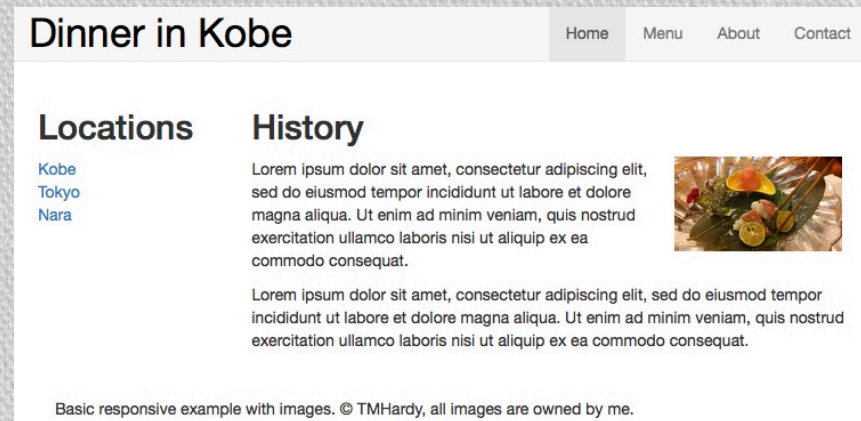 Dinner in Kobe
Home Menu About Contact
Locations
Kobe
Tokyo
Nara
History
Lorem ipsum dolor sit amet, consectetur adipiscing elit,
sed do eiusmod tempor incididunt ut labore et dolore
magna aliqua. Ut enim ad minim veniam, quis nostrud
exercitation ullamco laboris nisi ut aliquip ex ea
commodo consequat.
Lorem ipsum dolor sit amet, consectetur adipiscing elit, sed do eiusmod tempor
incididunt ut labore et dolore magna aliqua. Ut enim ad minim veniam, quis nostrud
exercitation ullamco laboris nisi ut aliquip ex ea commodo consequat.
Basic responsive example with images. © TMHardy, all images are owned by me.